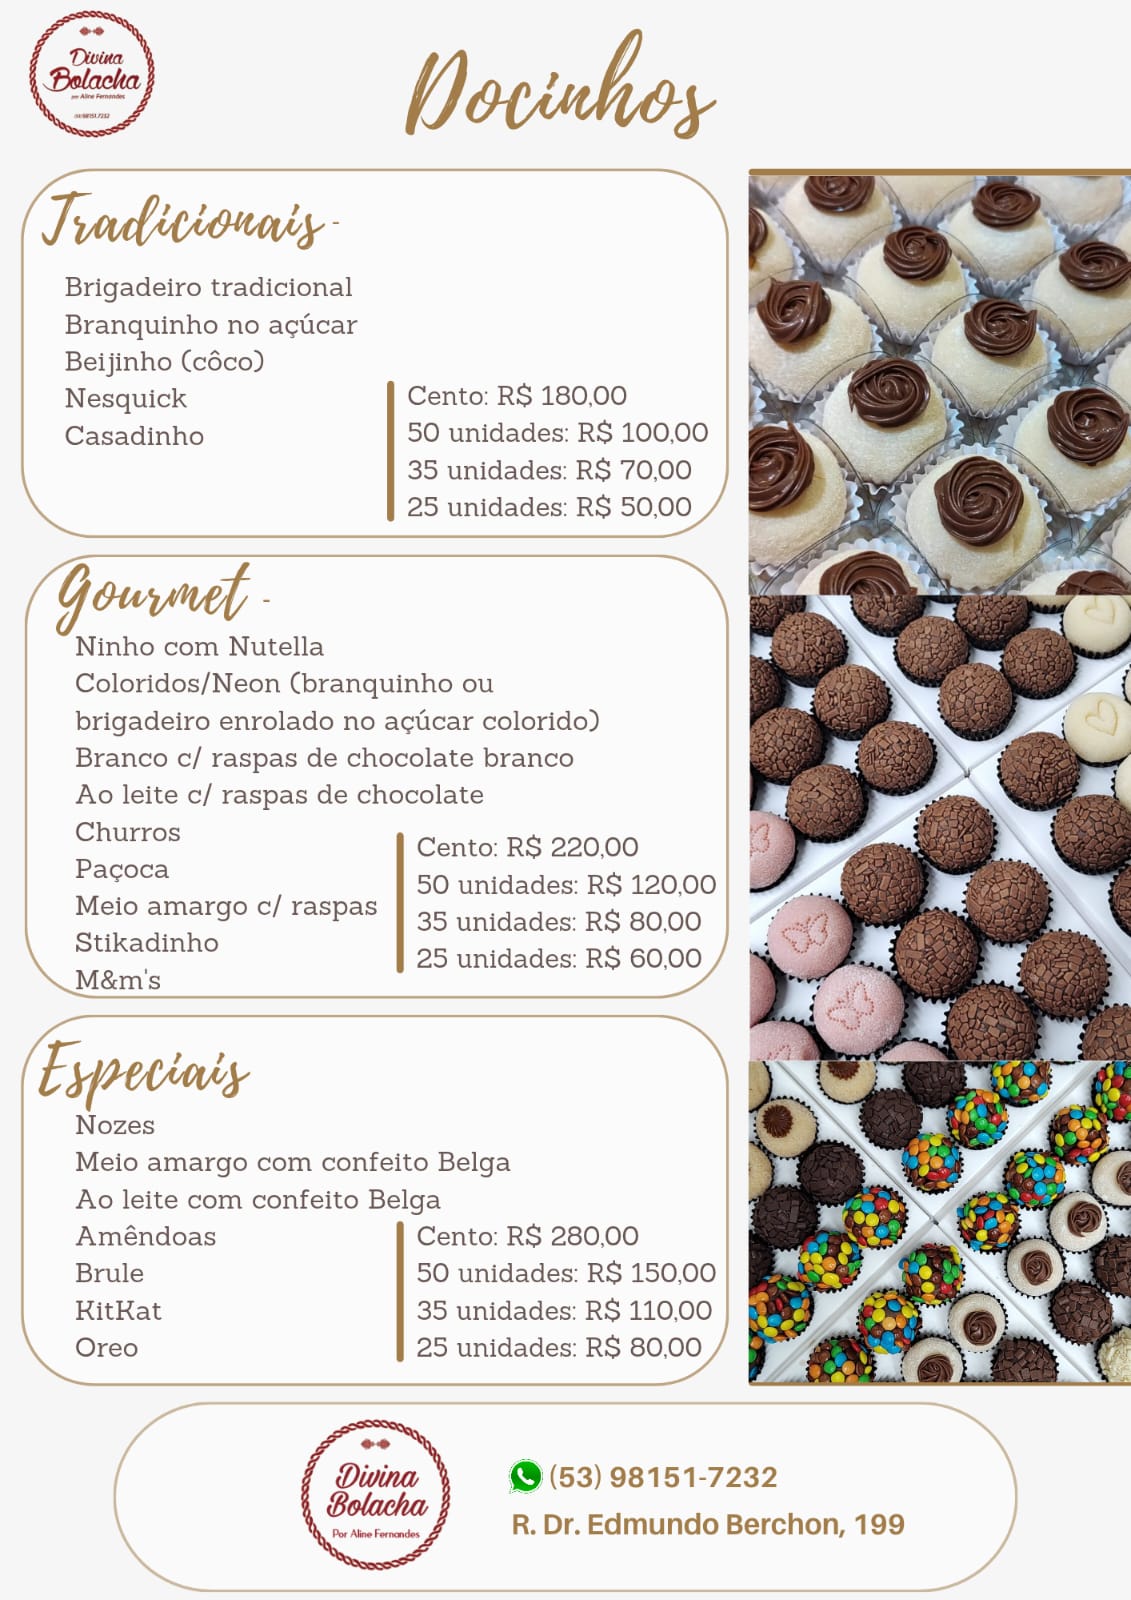 Divina
Bolacha
por Aline Fernandes
(53) 98151.7232
Docinhos
Tradicionais -
Brigadeiro tradicional
Branquinho no açúcar
Beijinho (côco)
Nesquick
Casadinho
Cento: R$ 180,00
50 unidades: R$ 100,00
35 unidades: R$ 70,00
25 unidades: R$ 50,00
Gourmet -
Ninho com Nutella
Coloridos/Neon (branquinho ou
brigadeiro enrolado no açúcar colorido)
Branco c/ raspas de chocolate branco
Ao leite c/ raspas de chocolate
Churros
Paçoca
Meio amargo c/ raspas
Stikadinho
M&m's
Cento: R$ 220,00
50 unidades: R$ 120,00
35 unidades: R$ 80,00
25 unidades: R$ 60,00
Especiais
Nozes
Meio amargo com confeito Belga
Ao leite com confeito Belga
Amêndoas
Brule
KitKat
Oreo
Cento: R$ 280,00
50 unidades: R$ 150,00
35 unidades: R$ 110,00
25 unidades: R$ 80,00
Divina
Bolacha
Por Aline Fernandes
(53) 98151-7232
R. Dr. Edmundo Berchon, 199